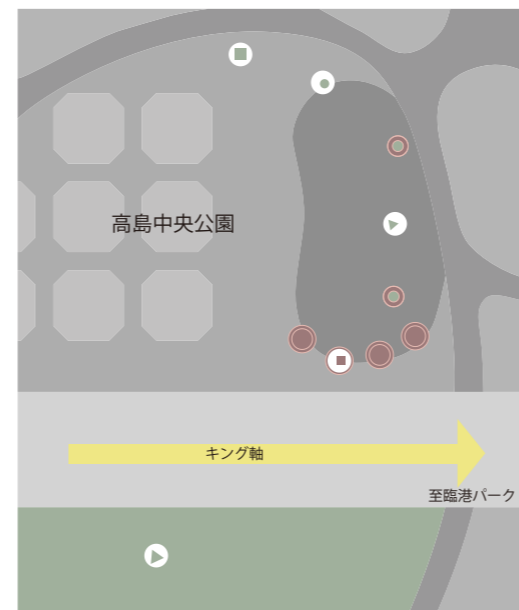 高島中央公園
キング軸
至臨港パーク